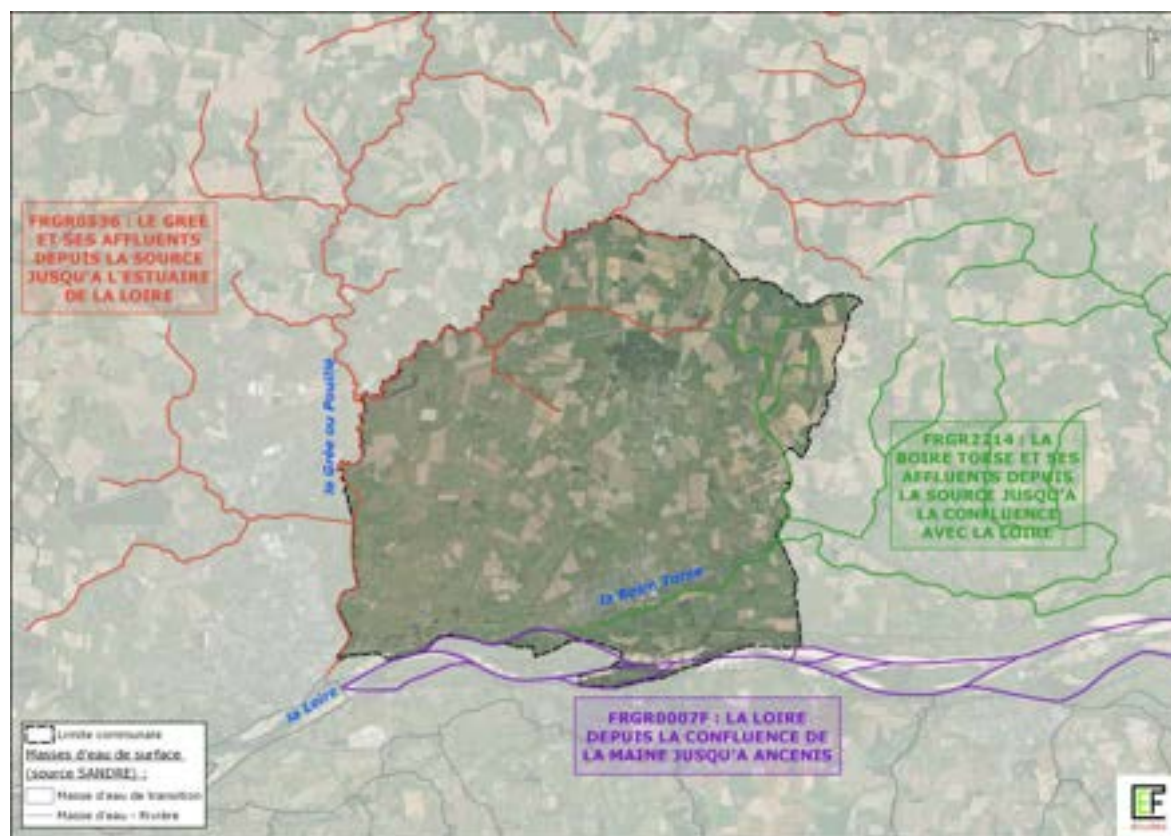 FRGR0536 : LE GREE
ET SES AFFLUENTS
DEPUIS LA SOURCE
JUSQU'A L'ESTUAIRE
DE LA LOIRE
la Grée ou Pouillé
FRGR2214 : LA
BOIRE TORSE ET SES
AFFLUENTS DEPUIS
LA SOURCE JUSQU'A
LA CONFLUENCE
AVEC LA LOIRE
la Boire Torse
la Loire
FRGR0007F : LA LOIRE
DEPUIS LA CONFLUENCE DE
LA MAINE JUSQU'A ANCENIS
Limite communale
Masses d'eau de surface
(source SANDRE) :
Masse d'eau de transition
Masse d'eau - Rivière
EF